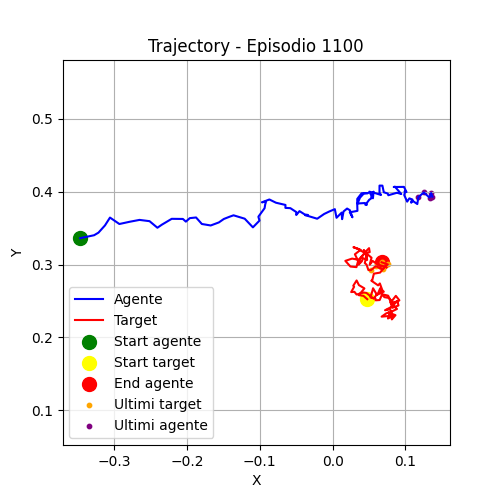 Trajectory - Episodio 1100
Y
0.5
0.4
0.3
0.2
0.1
Agente
Target
Start agente
Start target
End agente
Ultimi target
Ultimi agente
−0.3
−0.2
−0.1
0.0
0.1
X